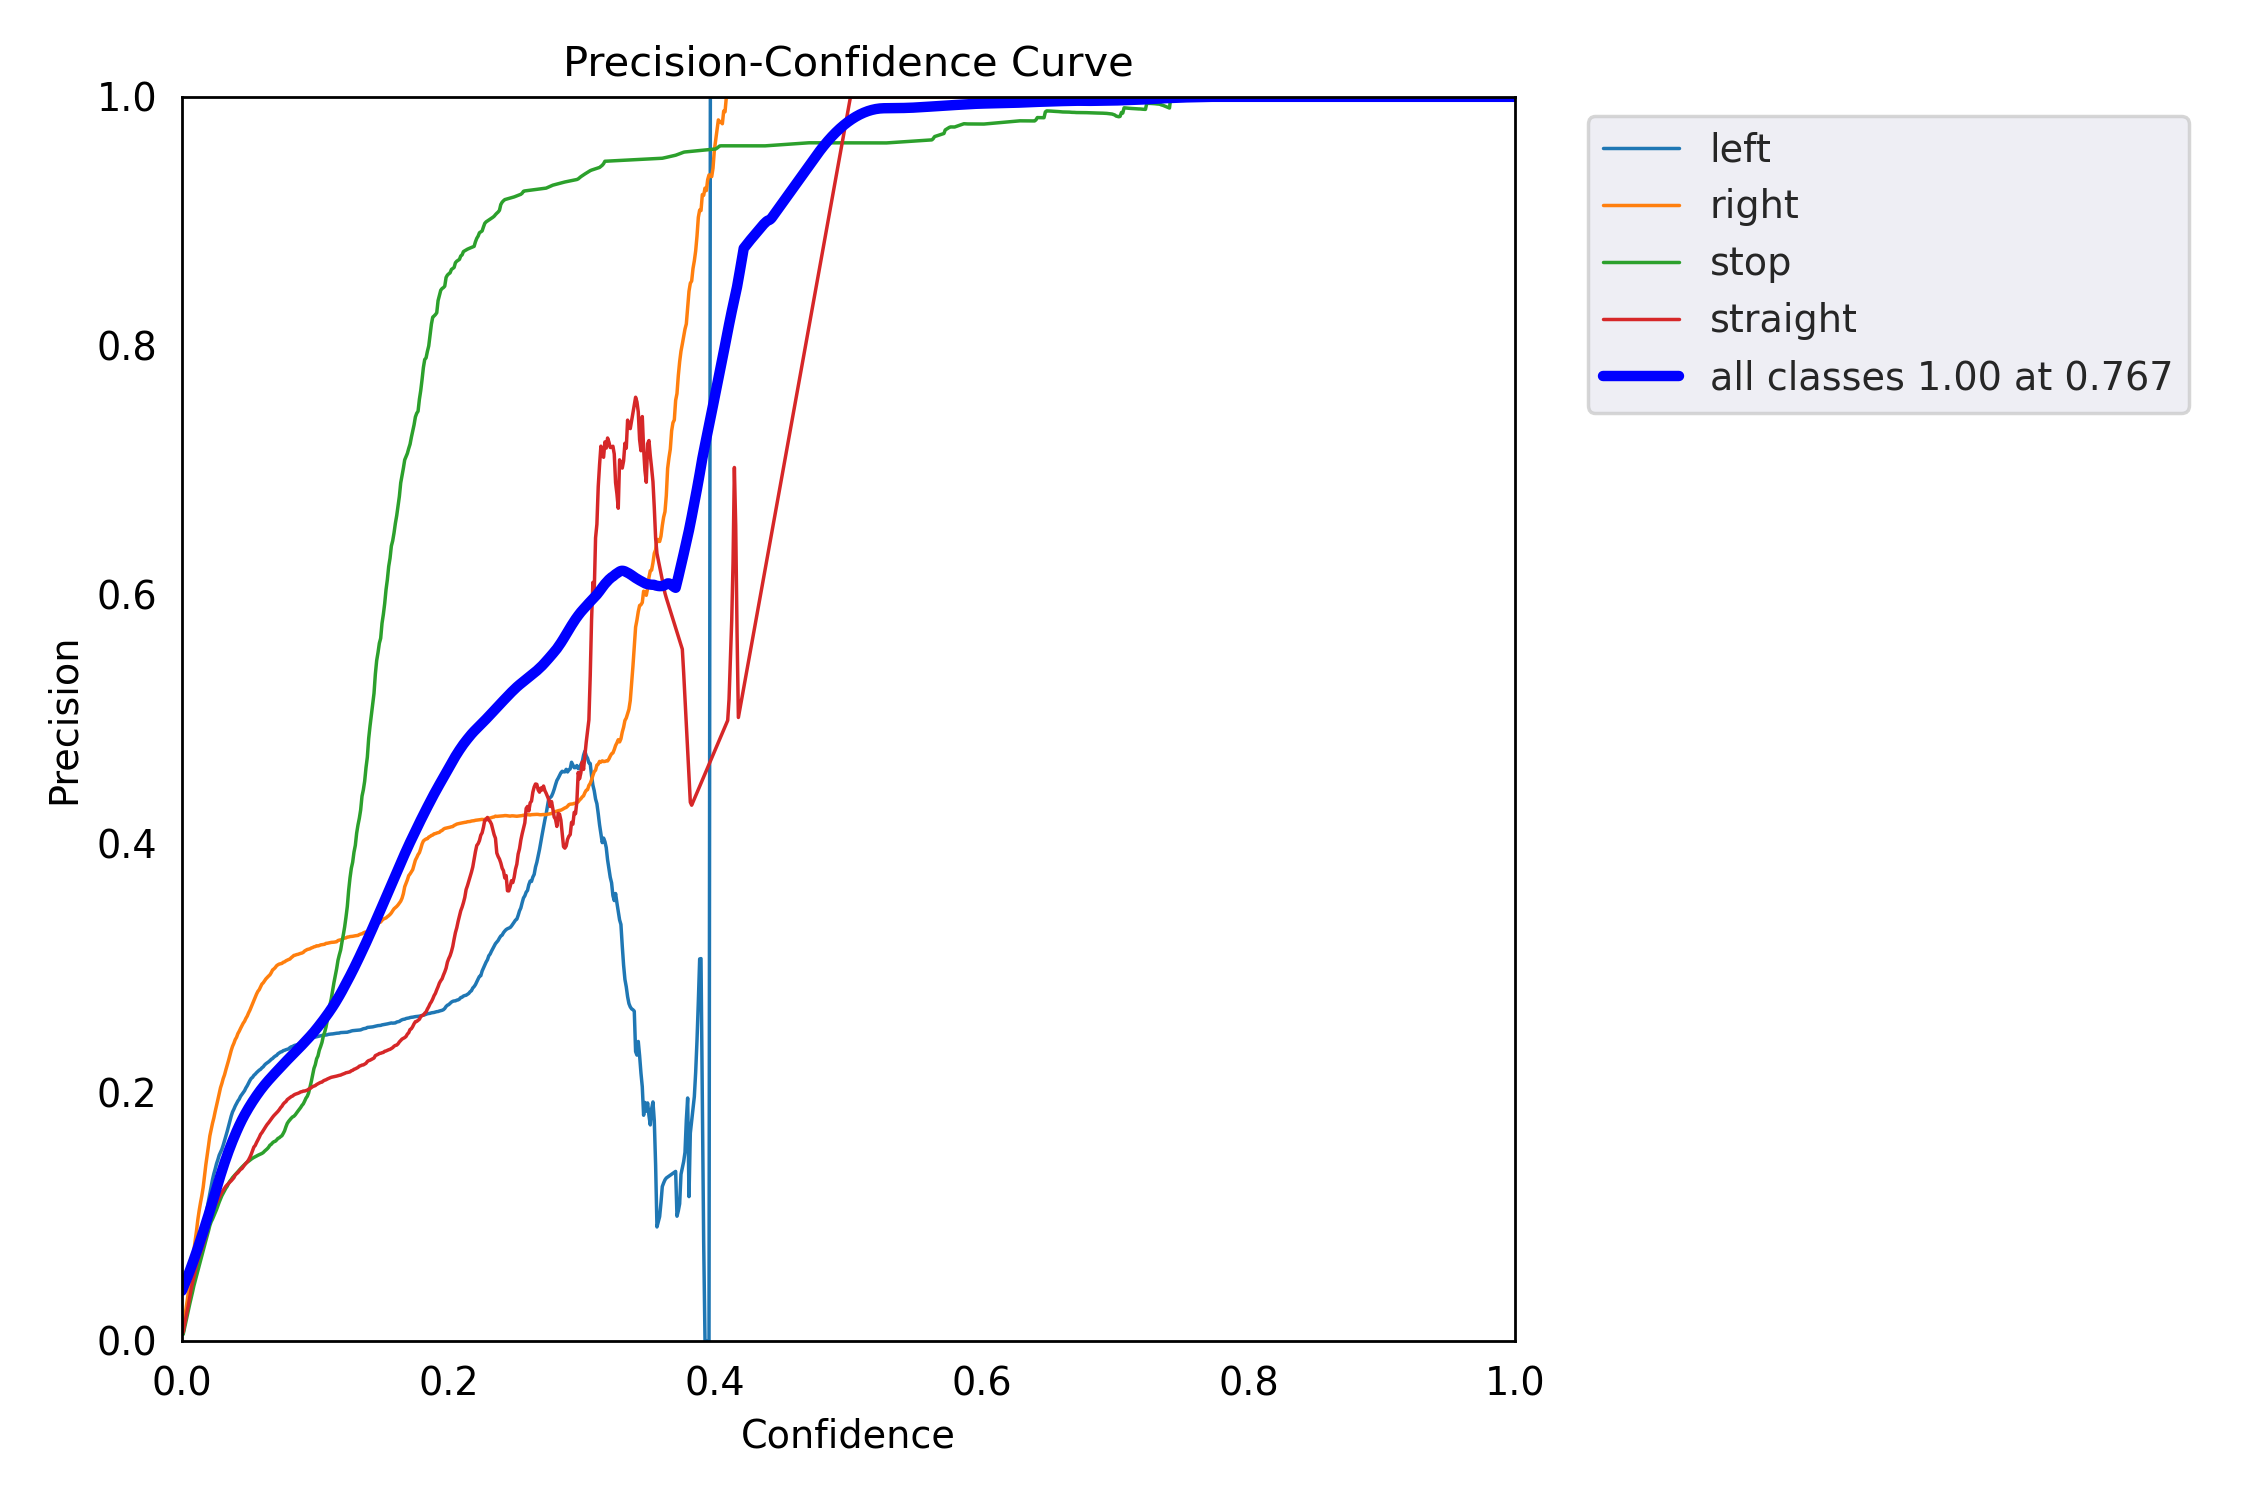 Precision-Confidence Curve
1.0
0.8
0.6
0.4
0.2
0.0
Precision
0.0 0.2 0.4 0.6 0.8 1.0
Confidence
left
right
stop
straight
all classes 1.00 at 0.767